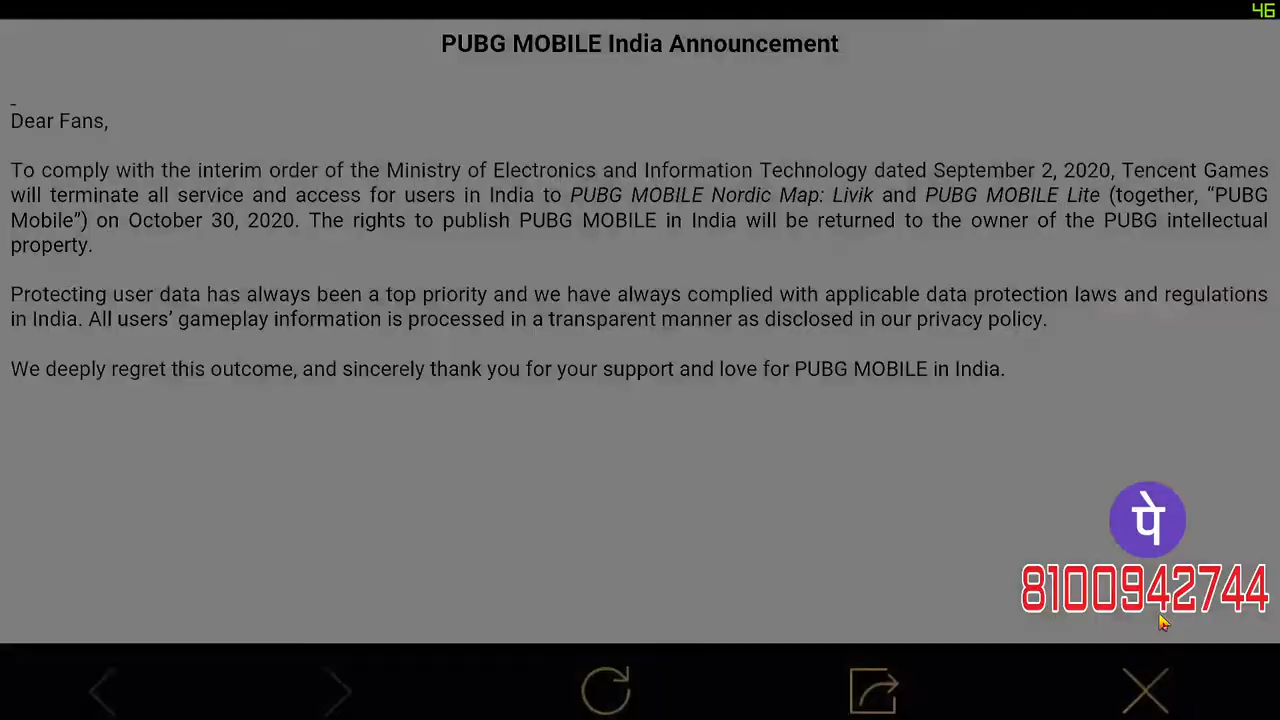 46
PUBG MOBILE India Announcement
-
Dear Fans,
To comply with the interim order of the Ministry of Electronics and Information Technology dated September 2, 2020, Tencent Games
will terminate all service and access for users in India to PUBG MOBILE Nordic Map: Livik and PUBG MOBILE Lite (together, “PUBG
Mobile”) on October 30, 2020. The rights to publish PUBG MOBILE in India will be returned to the owner of the PUBG intellectual
property.
Protecting user data has always been a top priority and we have always complied with applicable data protection laws and regulations
in India. All users’ gameplay information is processed in a transparent manner as disclosed in our privacy policy.
We deeply regret this outcome, and sincerely thank you for your support and love for PUBG MOBILE in India.
पे
8100942744